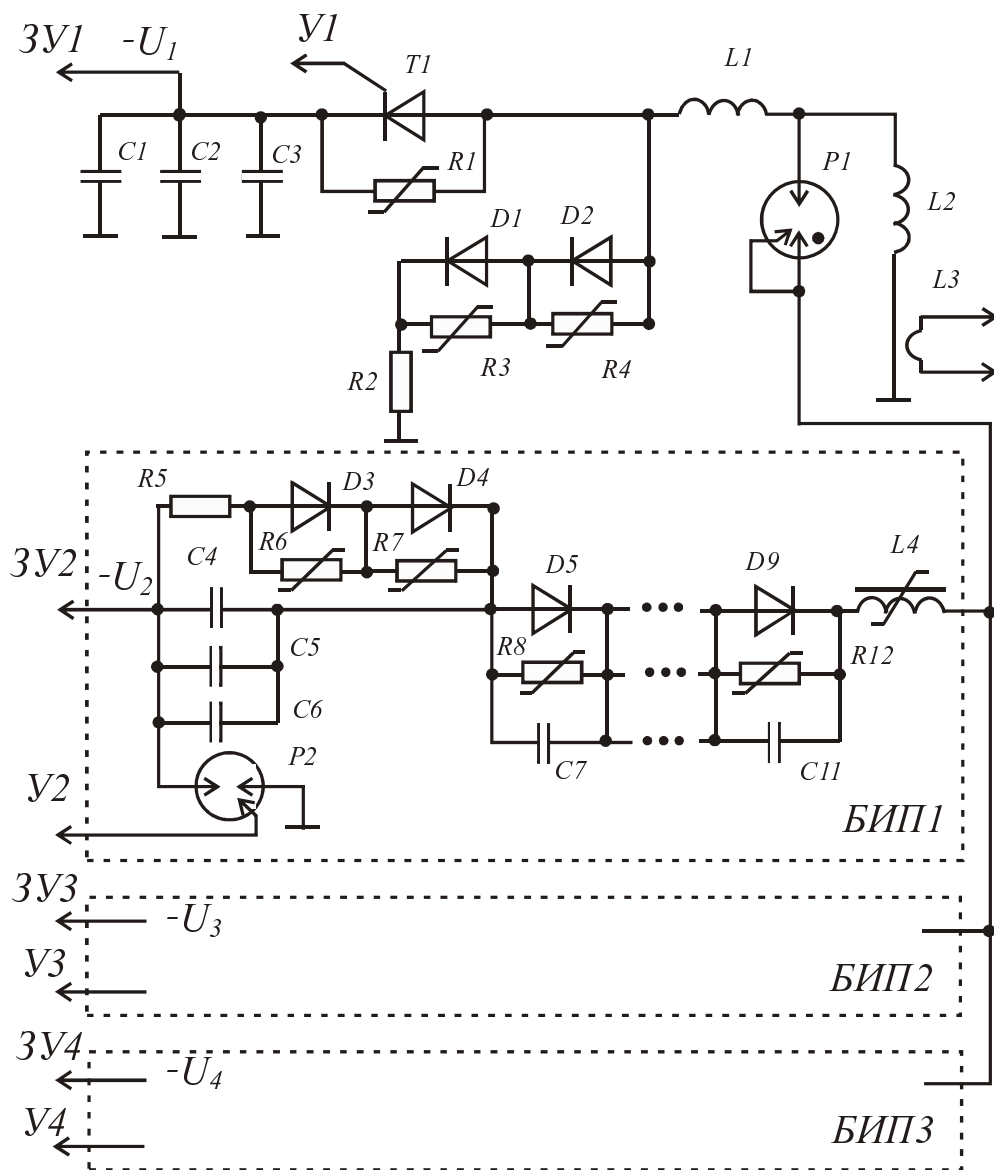 ЗУ1 -U1 У1
T1 L1
C1 C2 C3 R1 P1
D1 D2 L2
L3
R2 R3 R4
R5 D3 D4
C4 R6 R7 D5 D9 L4
ЗУ2 -U2
C5 R8 R12
C6
P2 C7 C11
У2 БИП1
ЗУ3 -U3
У3 БИП2
ЗУ4 -U4
У4 БИП3